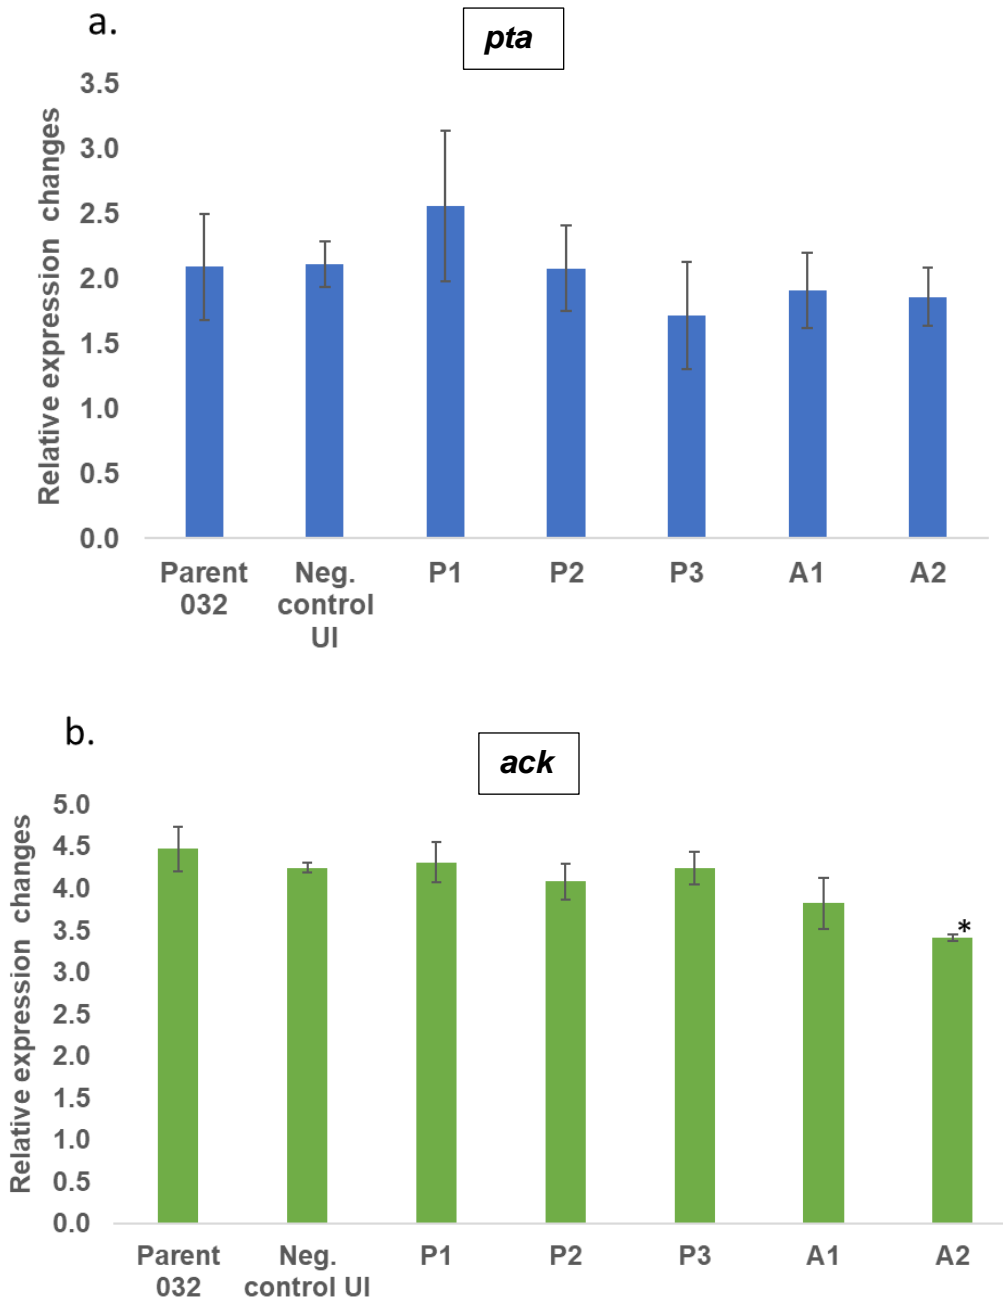 a.
pta
Relative expression changes
3.5
3.0
2.5
2.0
1.5
1.0
0.5
0.0
Parent 032
Neg. control UI
P1
P2
P3
A1
A2
b.
ack
Relative expression changes
5.0
4.5
4.0
3.5
3.0
2.5
2.0
1.5
1.0
0.5
0.0
*
Parent 032
Neg. control UI
P1
P2
P3
A1
A2